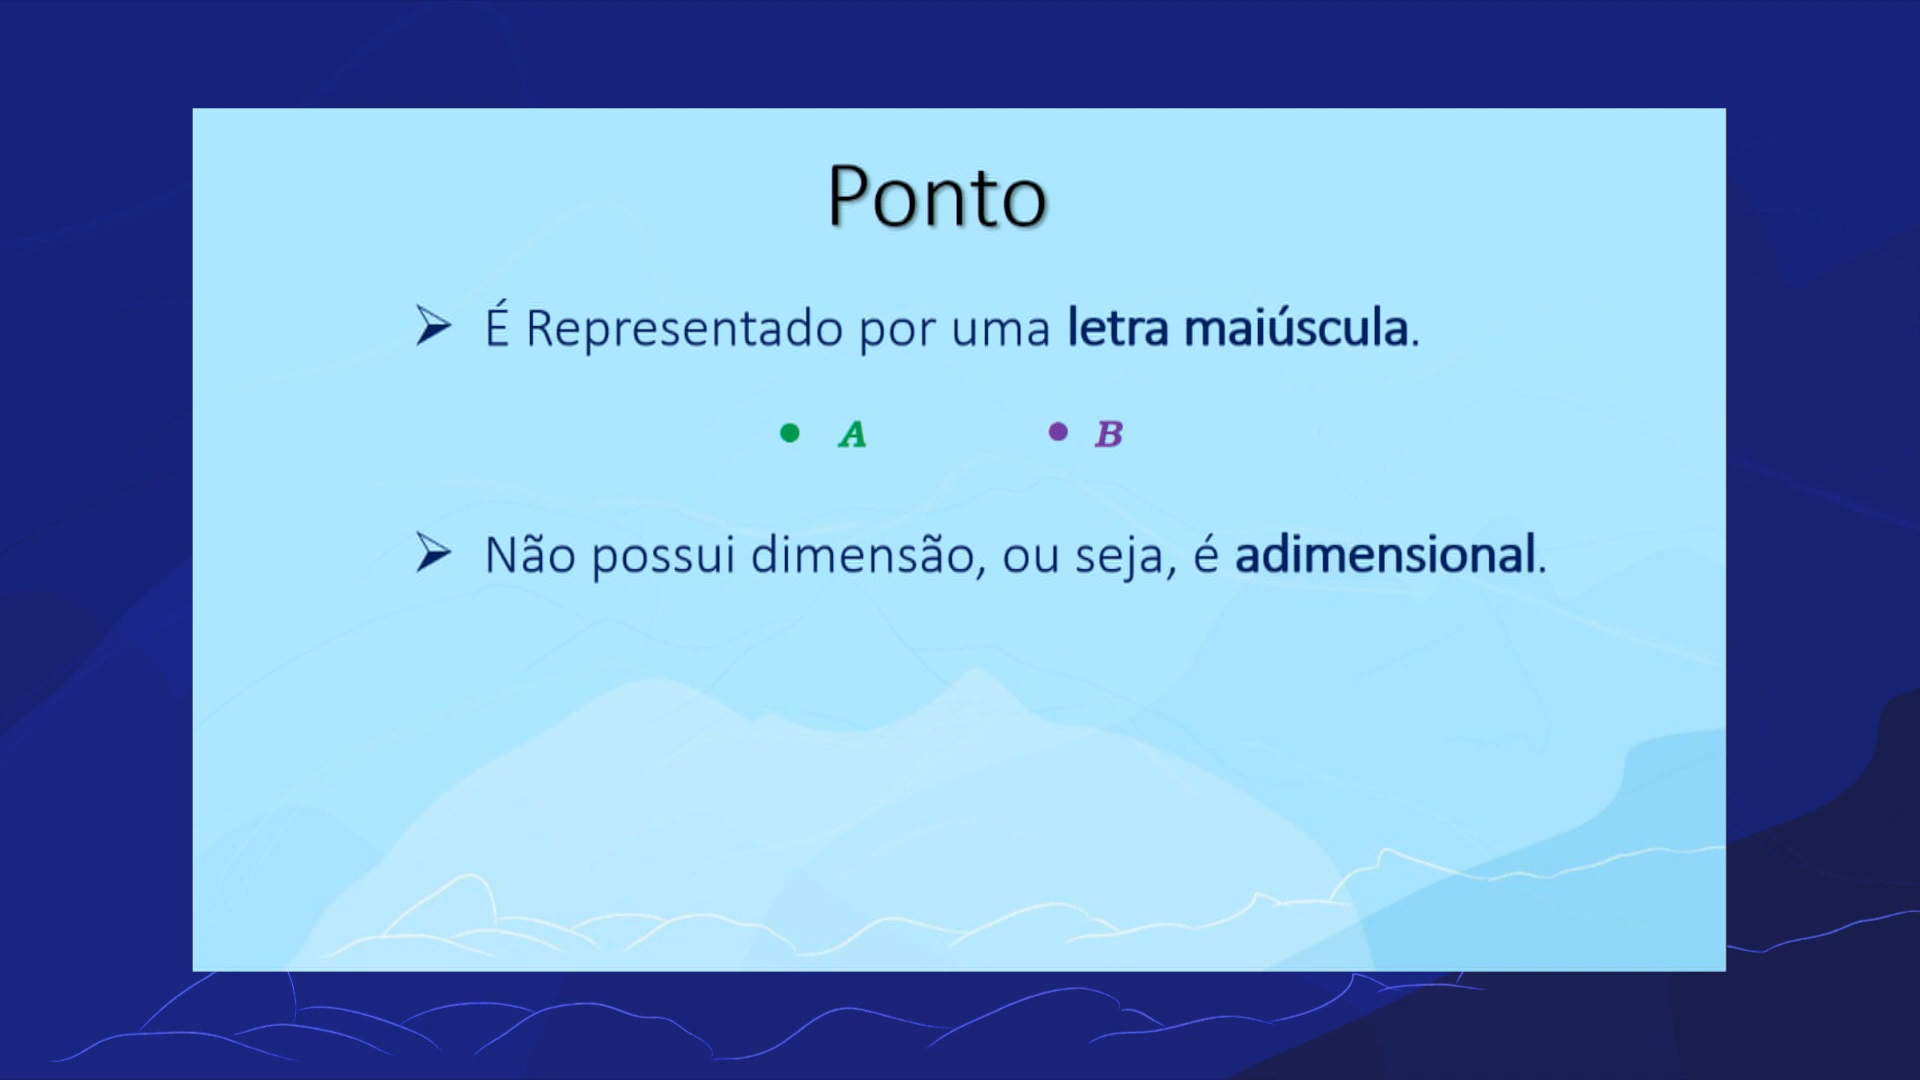 Ponto
É Representado por uma letra maiúscula.
A B
Não possui dimensão, ou seja, é adimensional.